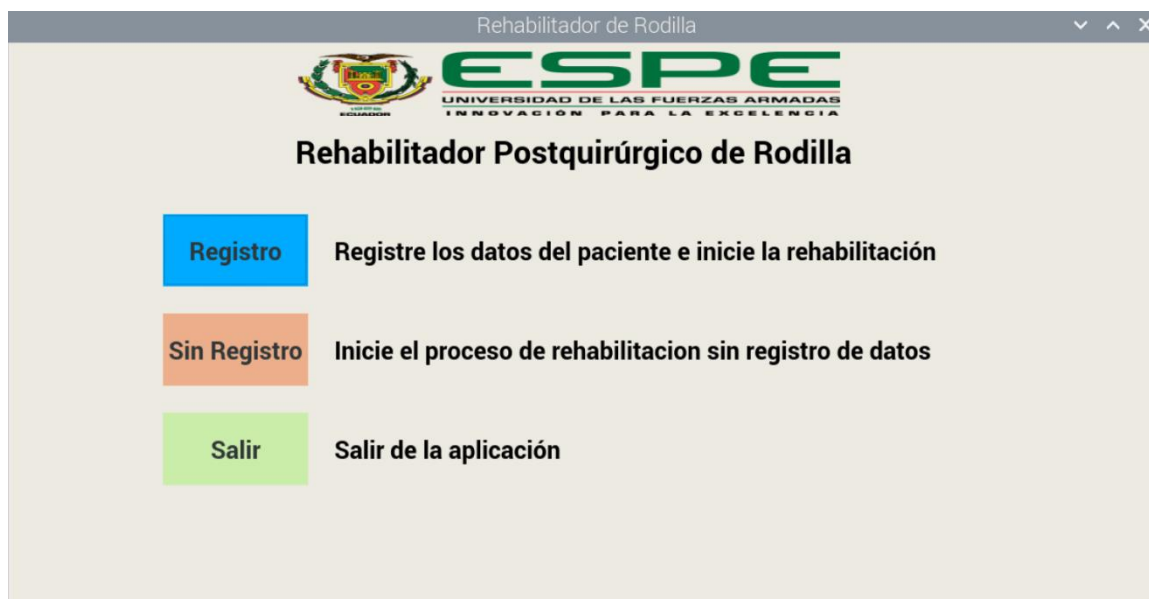 Rehabilitador de Rodilla
ESPE
UNIVERSIDAD DE LAS FUERZAS ARMADAS
INNOVACIÓN PARA LA EXCELENCIA
ECUADOR
Rehabilitador Postquirúrgico de Rodilla
Registro
Registre los datos del paciente e inicie la rehabilitación
Sin Registro
Inicie el proceso de rehabilitacion sin registro de datos
Salir
Salir de la aplicación